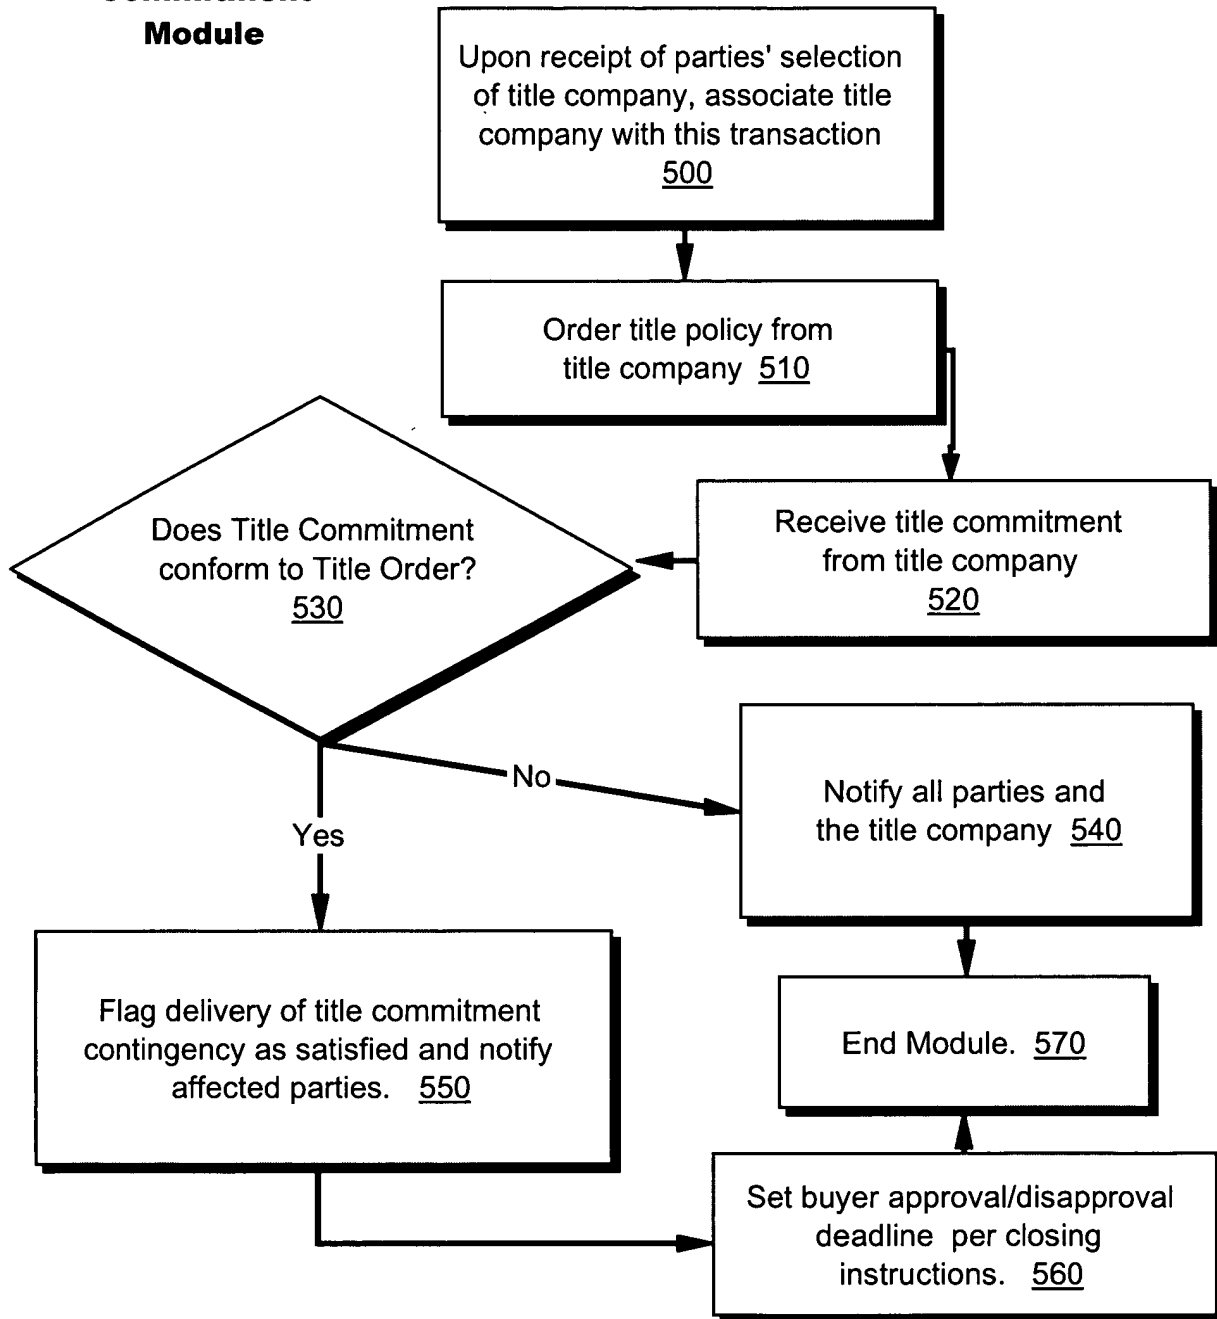 Module
Upon receipt of parties' selection
of title company, associate title
company with this transaction
500
Order title policy from
title company 510
Does Title Commitment
conform to Title Order?
530
Receive title commitment
from title company
520
No
Yes
Notify all parties and
the title company 540
Flag delivery of title commitment
contingency as satisfied and notify
affected parties. 550
End Module. 570
Set buyer approval/disapproval
deadline per closing
instructions. 560